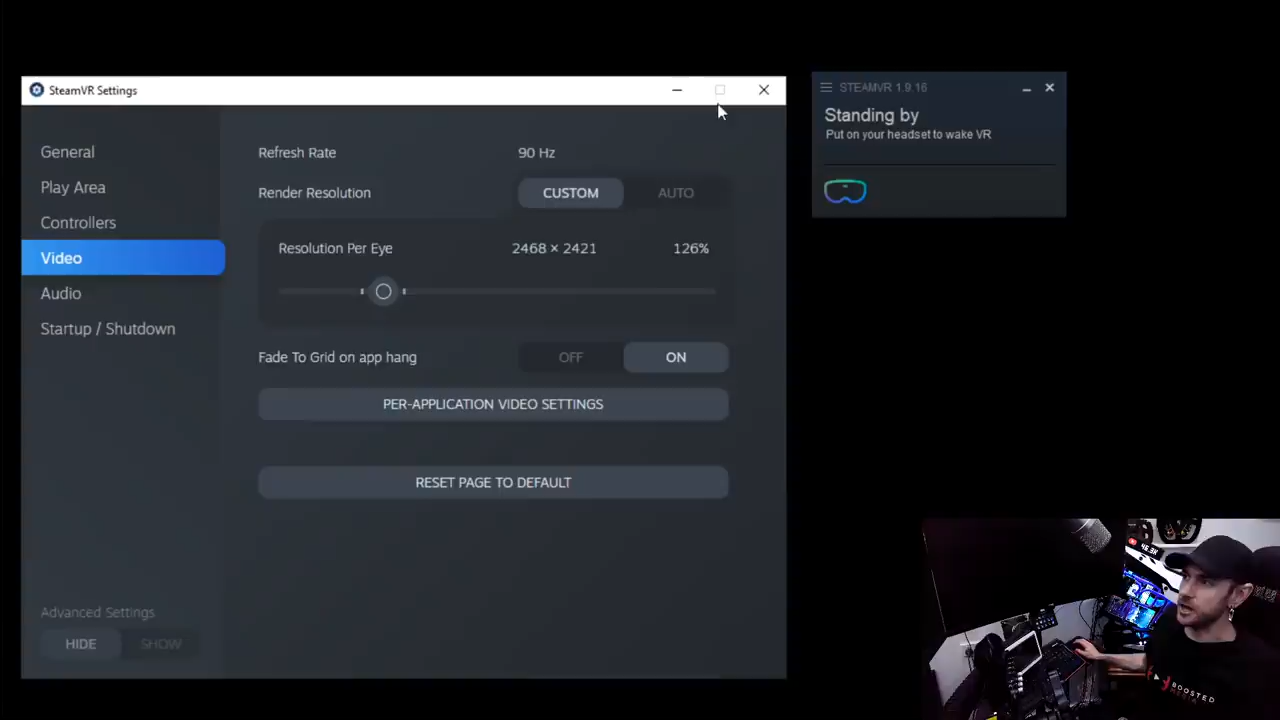 SteamVR Settings
General
Play Area
Controllers
Video
Audio
Startup / Shutdown
Advanced Settings
HIDE SHOW
Refresh Rate 90 Hz
Render Resolution CUSTOM AUTO
Resolution Per Eye 2468 × 2421 126%
Fade To Grid on app hang OFF ON
PER-APPLICATION VIDEO SETTINGS
RESET PAGE TO DEFAULT
STEAMVR 1.9.16
Standing by
Put on your headset to wake VR
46.3K
BOOSTED